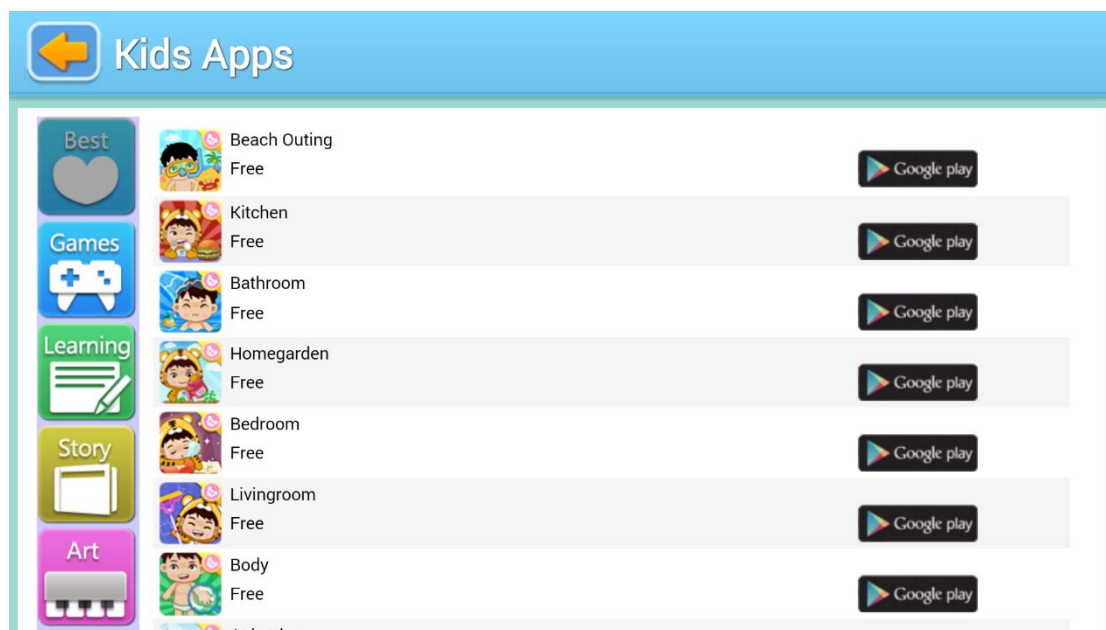 Kids Apps
Best
Games
Learning
Story
Art
Beach Outing
Free
Google play
Kitchen
Free
Google play
Bathroom
Free
Google play
Homegarden
Free
Google play
Bedroom
Free
Google play
Livingroom
Free
Google play
Body
Free
Google play